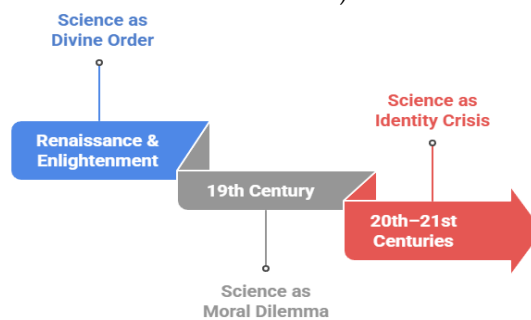 Science as
Divine Order
Renaissance &
Enlightenment
Science as
Identity Crisis
19th Century
20th–21st
Centuries
Science as
Moral Dilemma